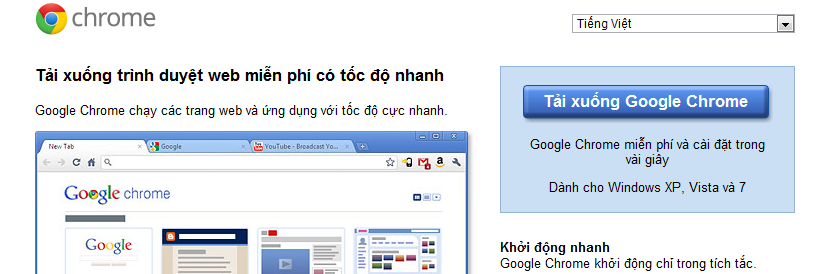 chrome
Tiếng Việt
Tải xuống trình duyệt web miễn phí có tốc độ nhanh
Google Chrome chạy các trang web và ứng dụng với tốc độ cực nhanh.
New Tab
Google
YouTube - Broadcast Yo...
Google chrome
Google
Tải xuống Google Chrome
Google Chrome miễn phí và cài đặt trong
vài giây
Dành cho Windows XP, Vista và 7
Khởi động nhanh
Google Chrome khởi động chỉ trong tích tắc.